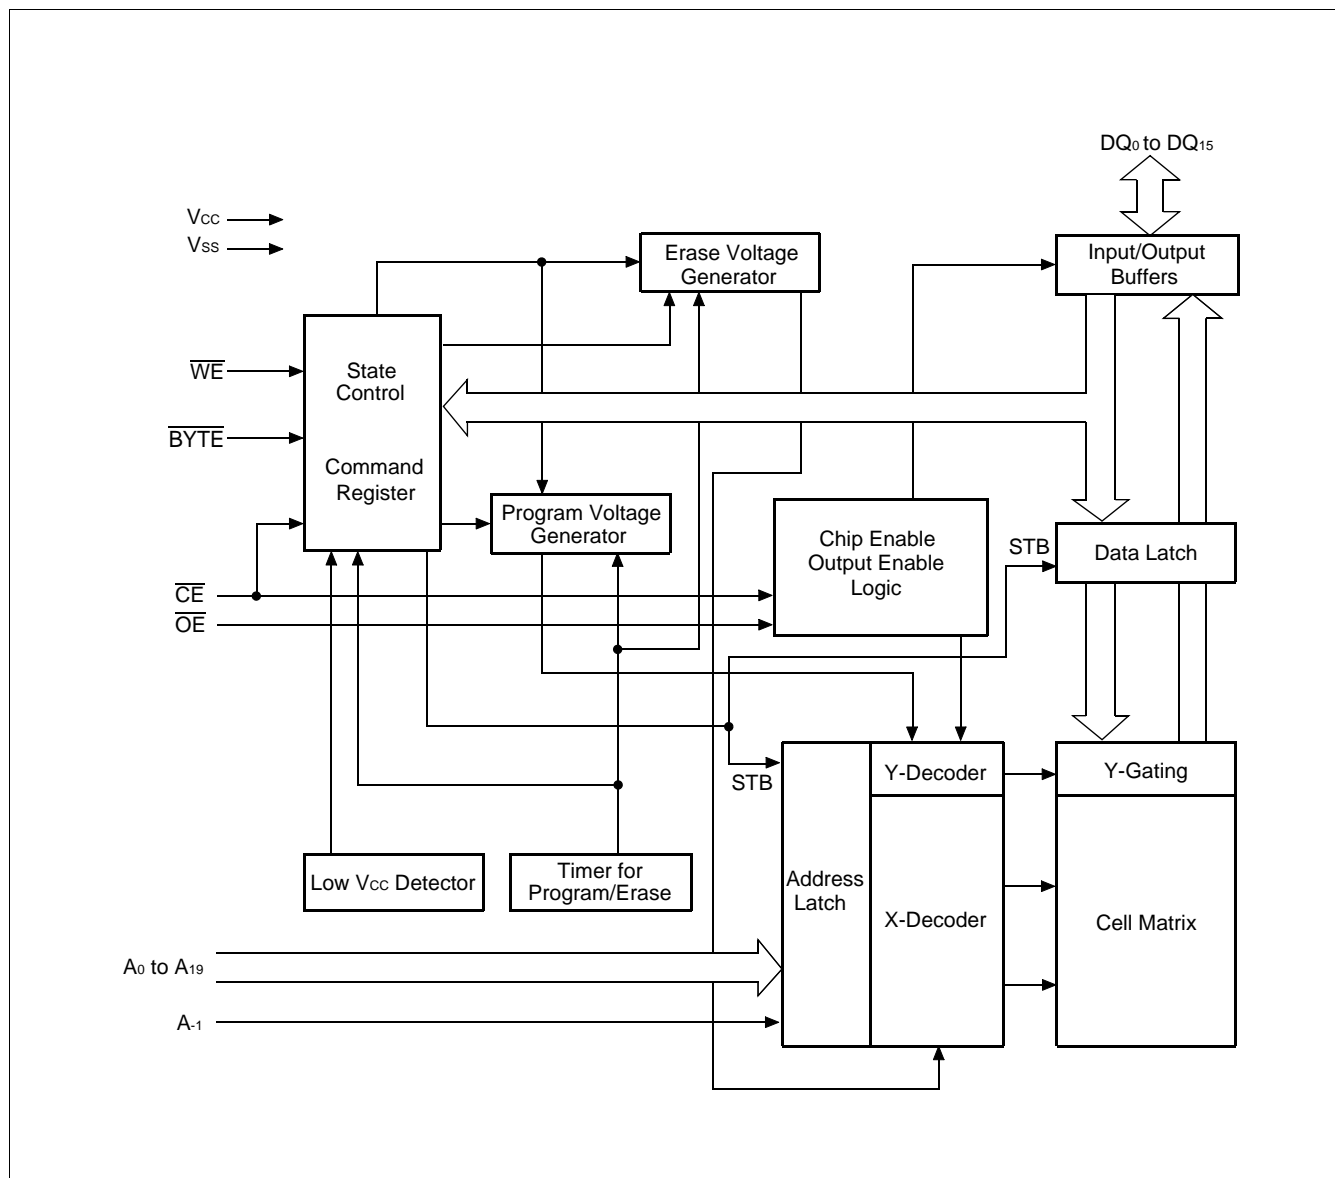 DQ0 to DQ15
VCC
VSS
Erase Voltage
Generator
Input/Output
Buffers
WE
State
Control
BYTE
Command
Register
Program Voltage
Generator
Chip Enable
Output Enable
Logic
STB
Data Latch
CE
OE
STB
Y-Decoder
Y-Gating
Low VCC Detector
Timer for
Program/Erase
Address
Latch
X-Decoder
Cell Matrix
A0 to A19
A-1